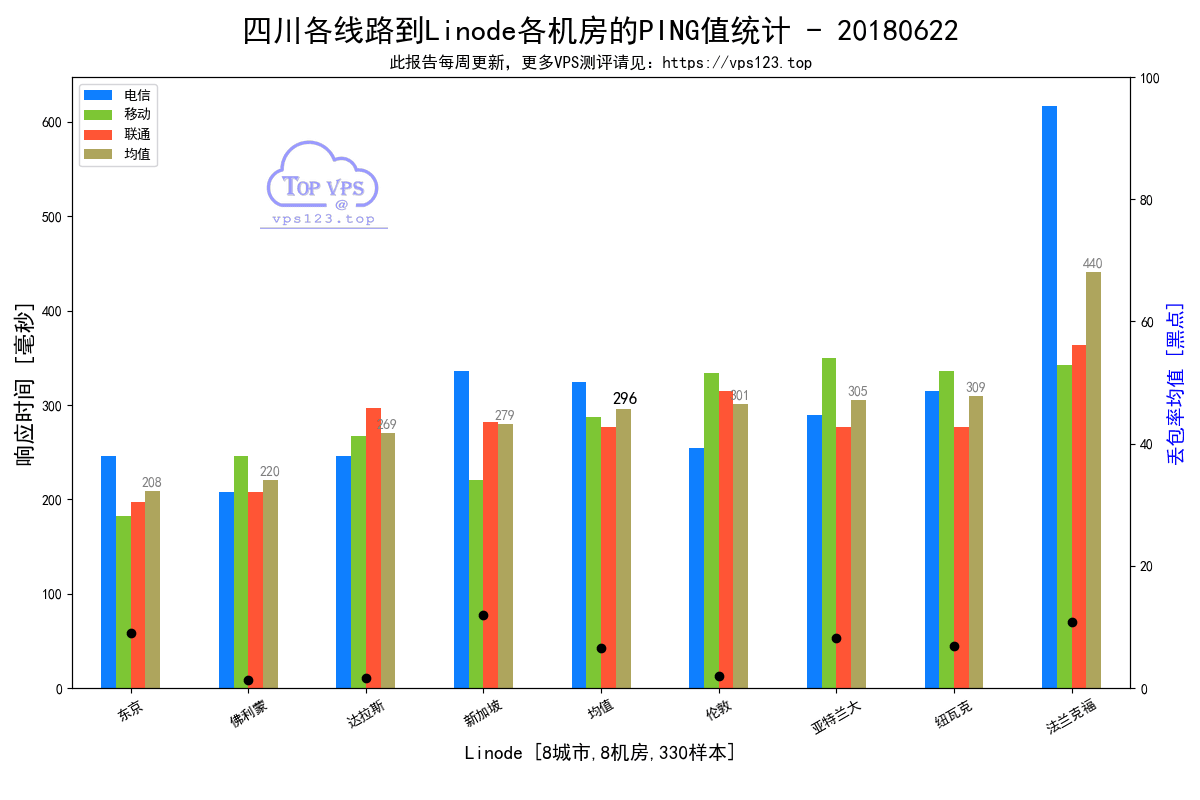 四川各线路到Linode各机房的PING值统计 - 20180622
此报告每周更新，更多VPS测评请见：https://vps123.top
电信
移动
联通
均值
TOP VPS
@
vps123.top
响应时间 [毫秒]
600
500
400
300
200
100
0
208
220
269
279
296
301
305
309
440
100
80
60
40
20
0
丢包率均值 [黑点]
东京
佛利蒙
达拉斯
新加坡
均值
伦敦
亚特兰大
纽瓦克
法兰克福
Linode [8城市,8机房,330样本]